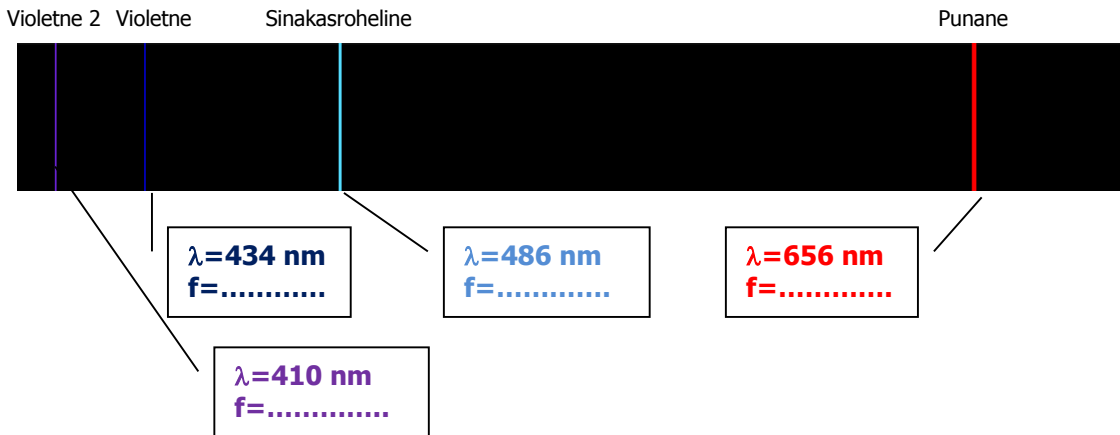 Violetne 2 Violetne Sinakasroheline Punane
λ=434 nm
f=............
λ=486 nm
f=.............
λ=656 nm
f=.............
λ=410 nm
f=..............